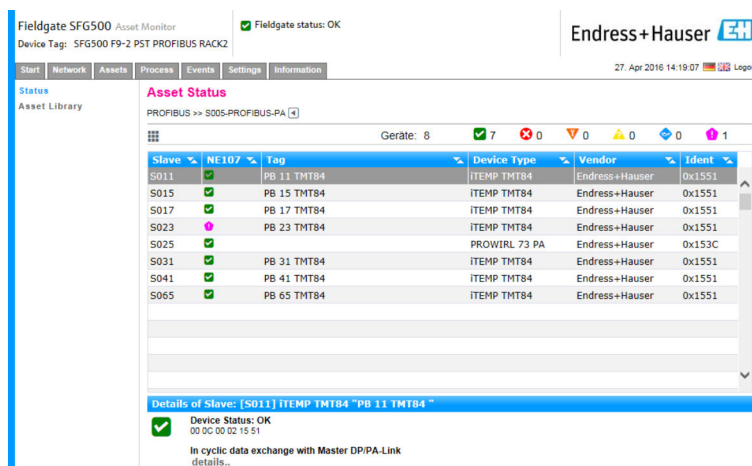 Fieldgate SFG500 Asset Monitor
Fieldgate status: OK
Device Tag: SFG500 F9-2 PST PROFIBUS RACK2
Endress+Hauser EH
Start Network Assets Process Events Settings Information
27. Apr 2016 14:19:07 Logo
Status
Asset Library
Asset Status
PROFIBUS >> S005-PROFIBUS-PA
Geräte: 8 7 0 0 0 0 1
Slave NE107 Tag Device Type Vendor Ident
S011 PB 11 TMT84 iTEMP TMT84 Endress+Hauser 0x1551
S015 PB 15 TMT84 iTEMP TMT84 Endress+Hauser 0x1551
S017 PB 17 TMT84 iTEMP TMT84 Endress+Hauser 0x1551
S023 PB 23 TMT84 iTEMP TMT84 Endress+Hauser 0x1551
S025 PROWIRL 73 PA Endress+Hauser 0x153C
S031 PB 31 TMT84 iTEMP TMT84 Endress+Hauser 0x1551
S041 PB 41 TMT84 iTEMP TMT84 Endress+Hauser 0x1551
S065 PB 65 TMT84 iTEMP TMT84 Endress+Hauser 0x1551
Details of Slave: [S011] iTEMP TMT84 "PB 11 TMT84 "
Device Status: OK
00 0C 00 02 15 51
In cyclic data exchange with Master DP/PA-Link
details..